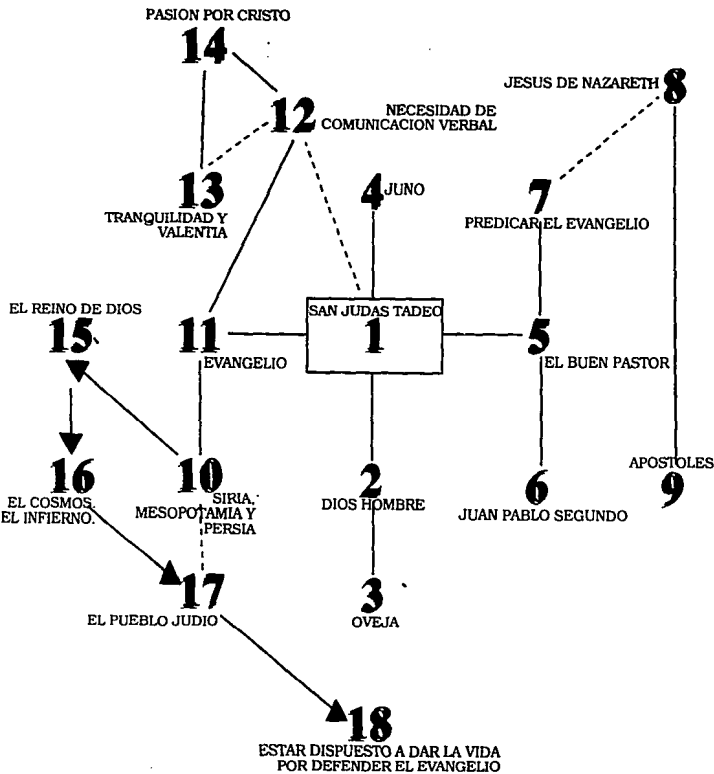 PASION POR CRISTO
14
JESUS DE NAZARETH 8
12
NECESIDAD DE
COMUNICACION VERBAL
13
TRANQUILIDAD Y
VALENTIA
4 JUNO
7
PREDICAR EL EVANGELIO
EL REINO DE DIOS
15
11
EVANGELIO
SAN JUDAS TADEO
1
5
EL BUEN PASTOR
16
EL COSMOS.
EL INFIERNO.
10
SIRIA,
MESOPOTAMIA Y
PERSIA
2
DIOS HOMBRE
6
JUAN PABLO SEGUNDO
APOSTOLES
9
17
EL PUEBLO JUDIO
3
OVEJA
18
ESTAR DISPUESTO A DAR LA VIDA
POR DEFENDER EL EVANGELIO